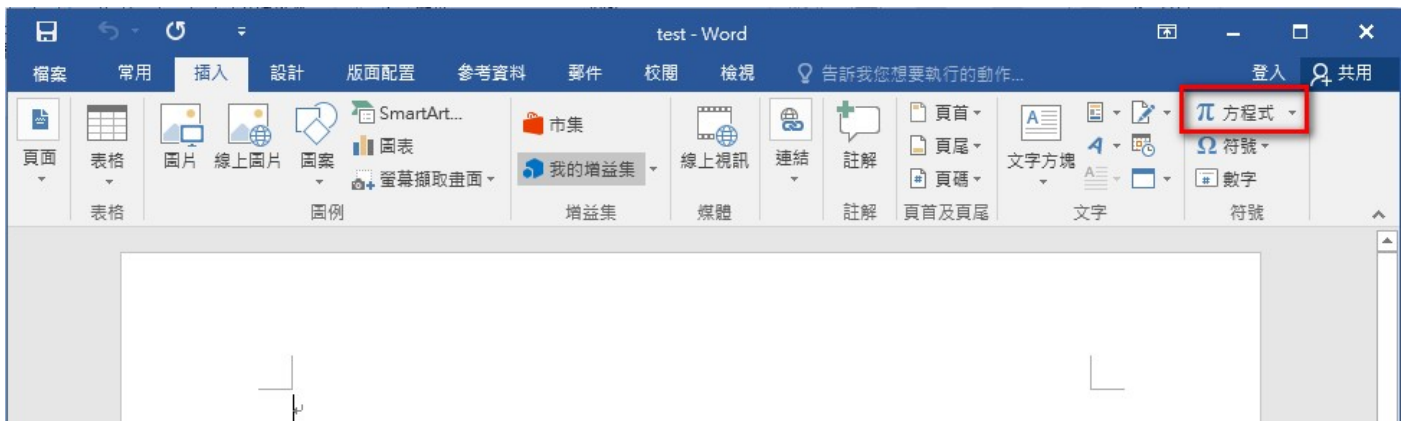 test - Word
檔案 常用 插入 設計 版面配置 參考資料 郵件 校閱 檢視 告訴我您想要執行的動作... 登入 共用
頁面
表格
圖片
線上圖片
圖案
SmartArt...
圖表
螢幕擷取畫面
市集
我的增益集
線上視訊
連結
註解
頁首
頁尾
頁碼
文字方塊
π 方程式
Ω 符號
數字
表格 圖例 增益集 媒體 註解 頁首及頁尾 文字 符號